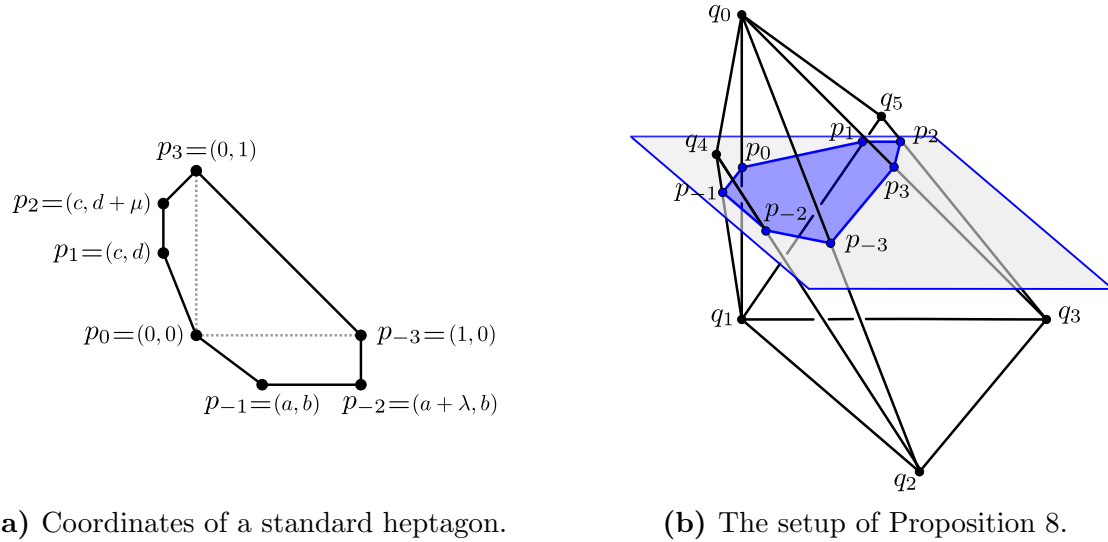 p₃=(0, 1)
p₂=(c, d + μ)
p₁=(c, d)
p₀=(0, 0)
p₋₃=(1, 0)
p₋₁=(a, b)
p₋₂=(a + λ, b)
a) Coordinates of a standard heptagon.
q₀
q₅
q₄
p₁
p₂
p₀
p₃
p₋₁
p₋₂
p₋₃
q₁
q₃
q₂
(b) The setup of Proposition 8.